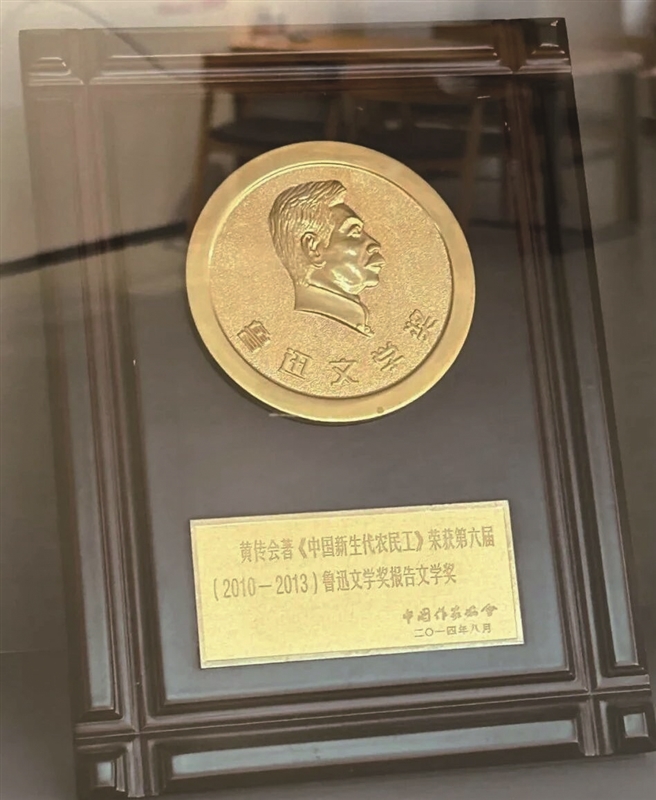 鲁迅文学奖
黄传会著《中国新生代农民工》荣获第六届
(2010－2013)鲁迅文学奖报告文学奖
中国作家协会
二〇一四年八月